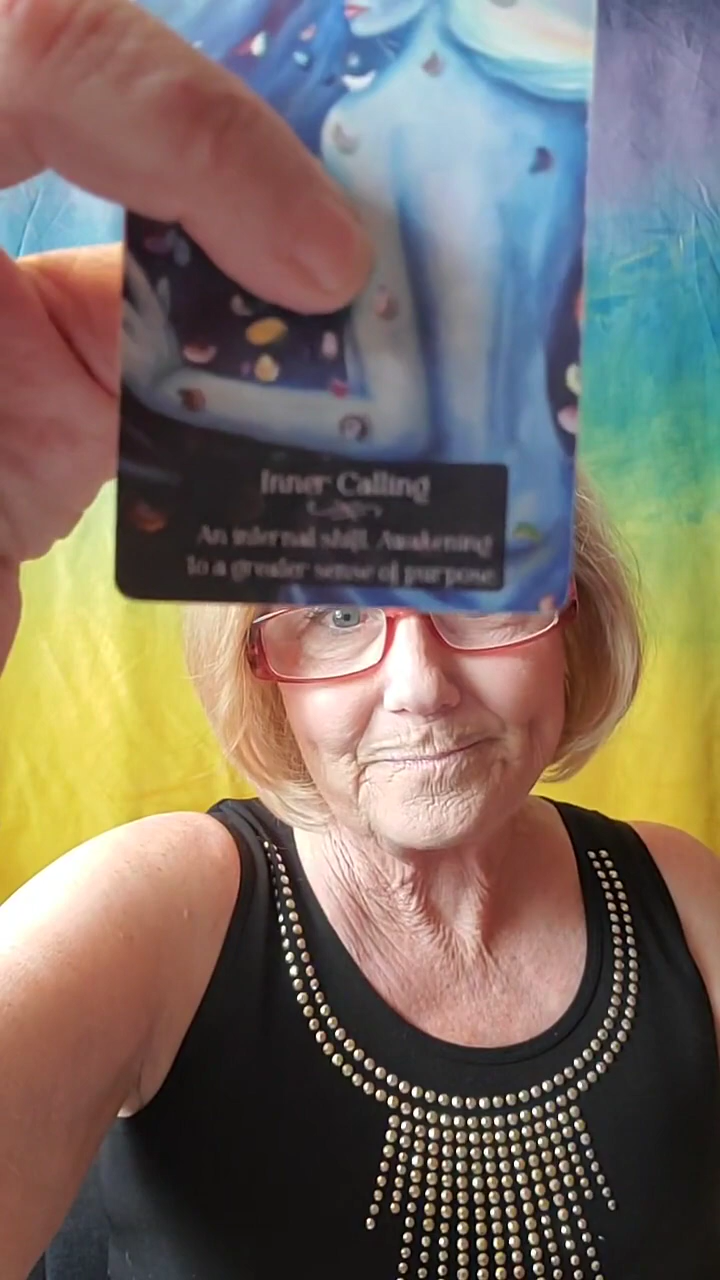 Inner Calling
An internal shift. Awakening
to a greater sense of purpose